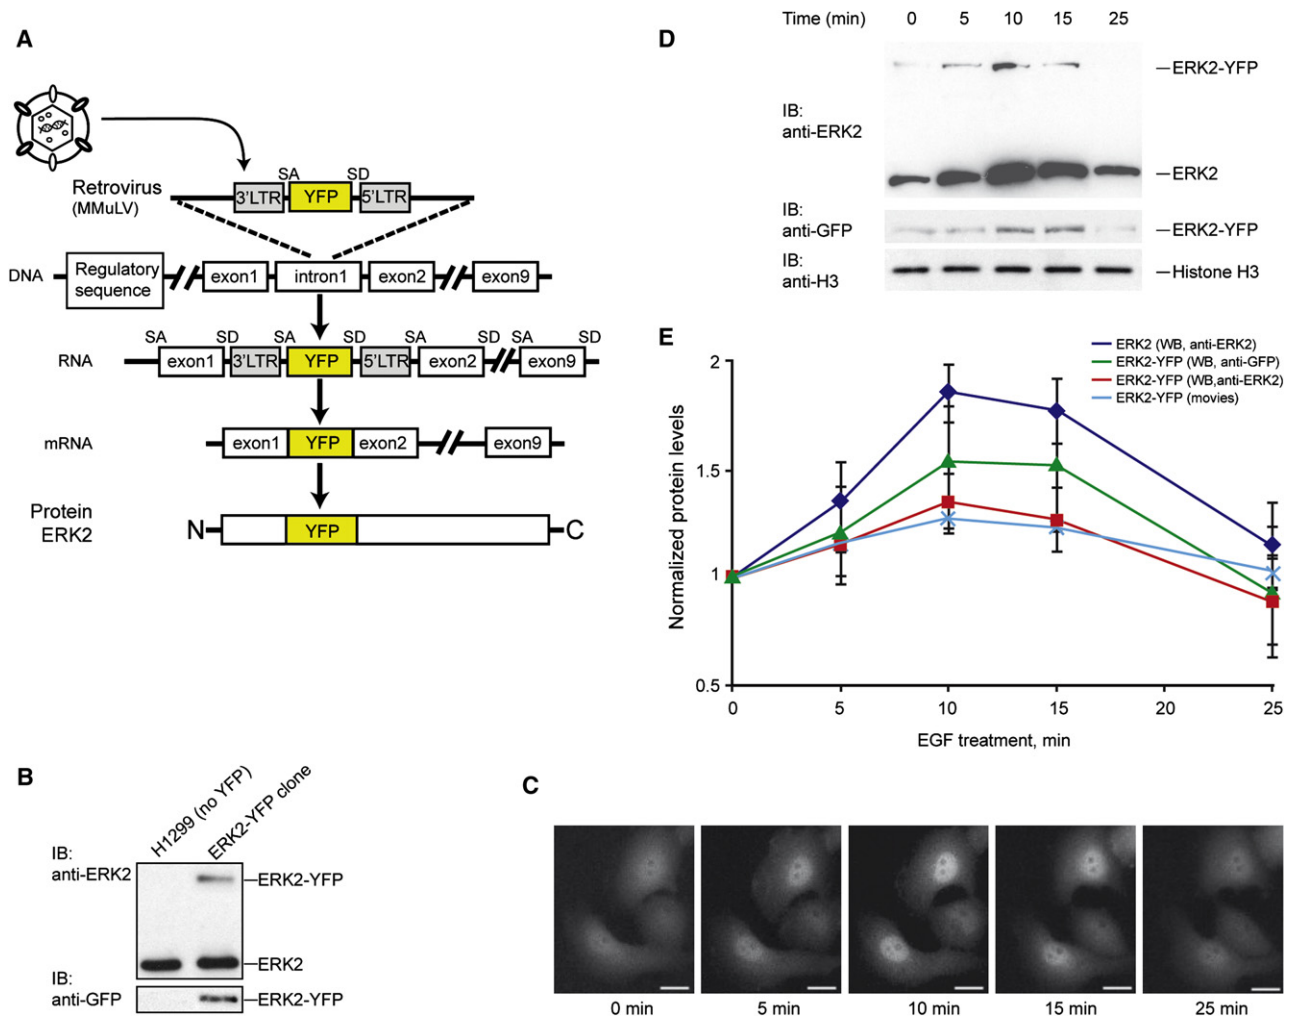 A
SA
SD
3'LTR
YFP
5'LTR
Retrovirus
(MMuLV)
DNA
Regulatory
sequence
exon1
intron1
exon2
exon9
SA
SD
SA
SD
SA
SD
SA
SD
RNA
exon1
3'LTR
YFP
5'LTR
exon2
exon9
mRNA
exon1
YFP
exon2
exon9
Protein
ERK2
N
YFP
C
B
H1299 (no YFP)
ERK2-YFP clone
IB:
anti-ERK2
ERK2-YFP
ERK2
IB:
anti-GFP
ERK2-YFP
D
Time (min) 0 5 10 15 25
IB:
anti-ERK2
ERK2-YFP
ERK2
IB:
anti-GFP
ERK2-YFP
IB:
anti-H3
Histone H3
E
ERK2 (WB, anti-ERK2)
ERK2-YFP (WB, anti-GFP)
ERK2-YFP (WB,anti-ERK2)
ERK2-YFP (movies)
Normalized protein levels
2
1.5
1
0.5
0 5 10 15 20 25
EGF treatment, min
C
0 min
5 min
10 min
15 min
25 min